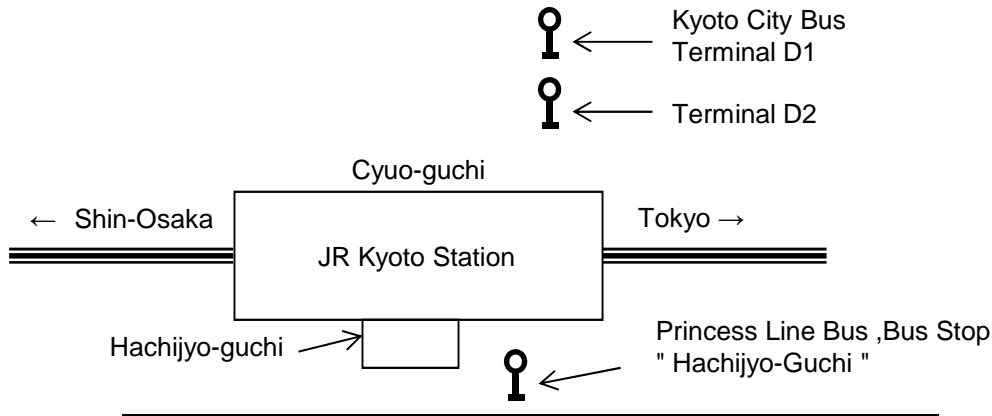 Kyoto City Bus
Terminal D1
Terminal D2
Cyuo-guchi
← Shin-Osaka
Tokyo →
JR Kyoto Station
Hachijyo-guchi
Princess Line Bus ,Bus Stop
" Hachijyo-Guchi "